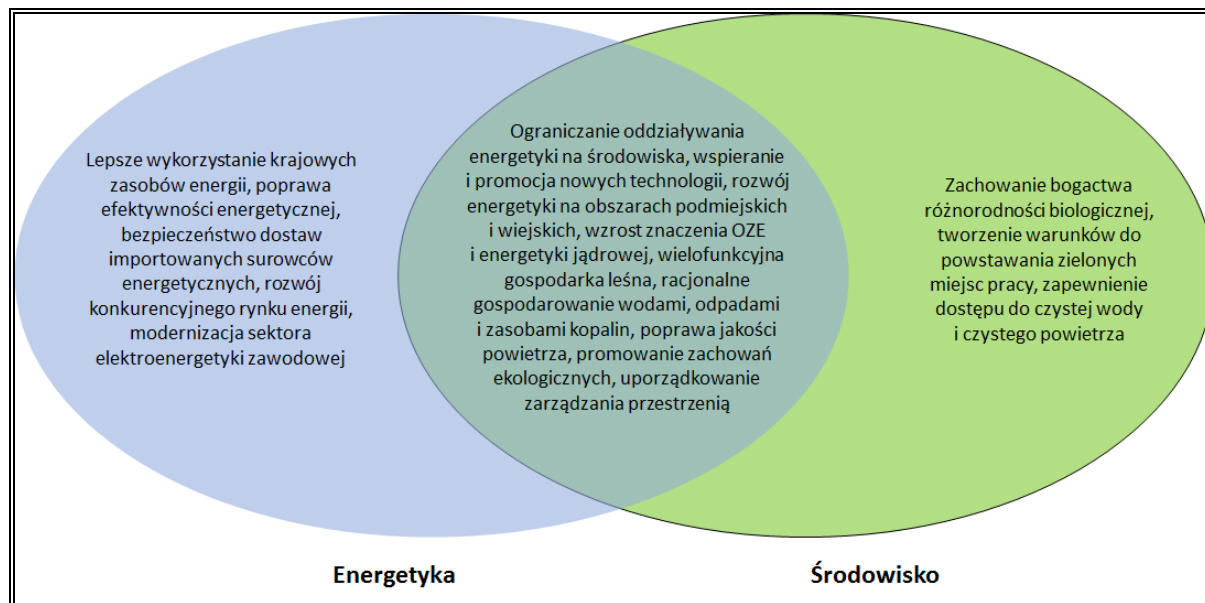 Lepsze wykorzystanie krajowych
zasobów energii, poprawa
efektywności energetycznej,
bezpieczeństwo dostaw
importowanych surowców
energetycznych, rozwój
konkurencyjnego rynku energii,
modernizacja sektora
elektroenergetyki zawodowej
Ograniczanie oddziaływania
energetyki na środowiska, wspieranie
i promocja nowych technologii, rozwój
energetyki na obszarach podmiejskich
i wiejskich, wzrost znaczenia OZE
i energetyki jądrowej, wielofunkcyjna
gospodarka leśna, racjonalne
gospodarowanie wodami, odpadami
i zasobami kopalin, poprawa jakości
powietrza, promowanie zachowań
ekologicznych, uporządkowanie
zarządzania przestrzenią
Zachowanie bogactwa
różnorodności biologicznej,
tworzenie warunków do
powstawania zielonych
miejsc pracy, zapewnienie
dostępu do czystej wody
i czystego powietrza
Energetyka
Środowisko